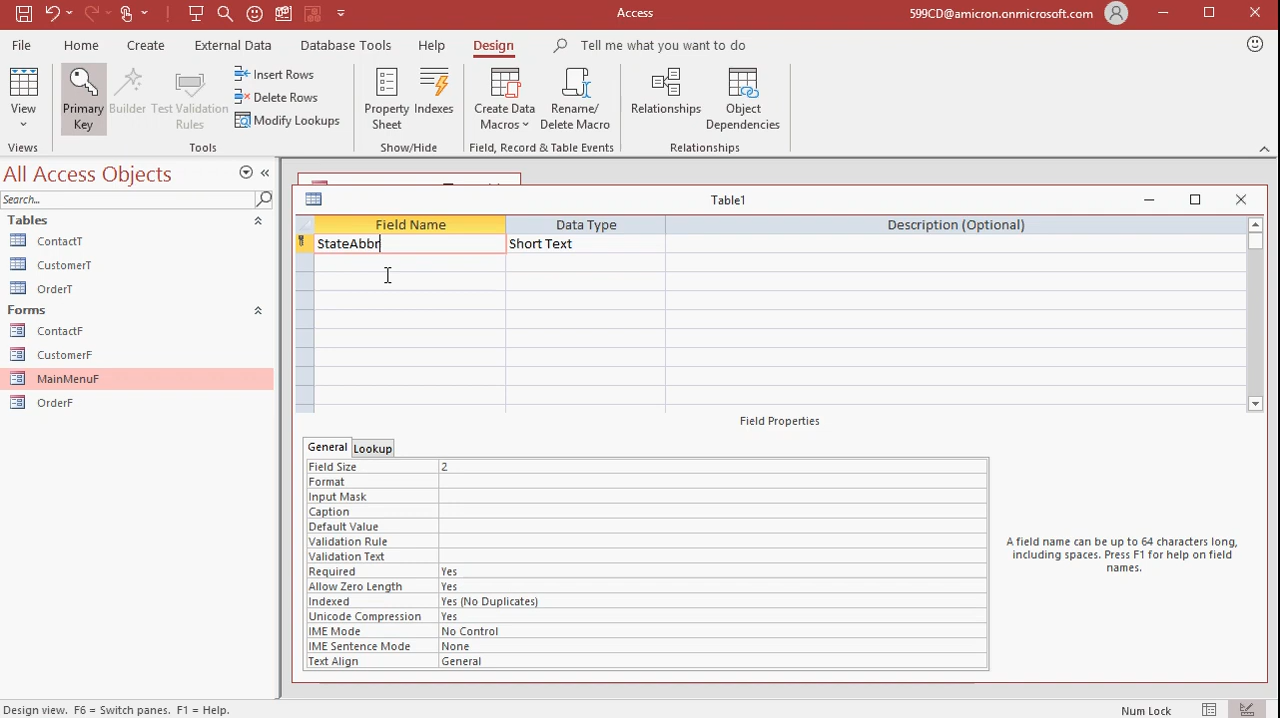 Access
599CD@amicron.onmicrosoft.com
File Home Create External Data Database Tools Help Design Tell me what you want to do
View
Primary Key
Builder
Test Validation Rules
Insert Rows
Delete Rows
Modify Lookups
Property Sheet
Indexes
Create Data Macros
Rename/ Delete Macro
Relationships
Object Dependencies
Views Tools Show/Hide Field, Record & Table Events Relationships
All Access Objects
Search...
Tables
ContactT
CustomerT
OrderT
Forms
ContactF
CustomerF
MainMenuF
OrderF
Table1
Field Name Data Type Description (Optional)
StateAbbr Short Text
Field Properties
General Lookup
Field Size 2
Format
Input Mask
Caption
Default Value
Validation Rule
Validation Text
Required Yes
Allow Zero Length Yes
Indexed Yes (No Duplicates)
Unicode Compression Yes
IME Mode No Control
IME Sentence Mode None
Text Align General
A field name can be up to 64 characters long,
including spaces. Press F1 for help on field
names.
Design view. F6 = Switch panes. F1 = Help.
Num Lock